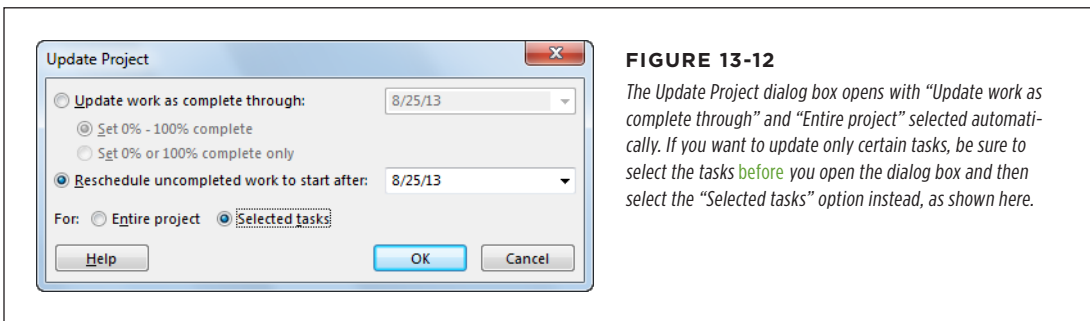 Update Project
Update work as complete through: 8/25/13
Set 0% - 100% complete
Set 0% or 100% complete only
Reschedule uncompleted work to start after: 8/25/13
For: Entire project Selected tasks
Help OK Cancel
FIGURE 13-12
The Update Project dialog box opens with “Update work as
complete through” and “Entire project” selected automati-
cally. If you want to update only certain tasks, be sure to
select the tasks before you open the dialog box and then
select the “Selected tasks” option instead, as shown here.